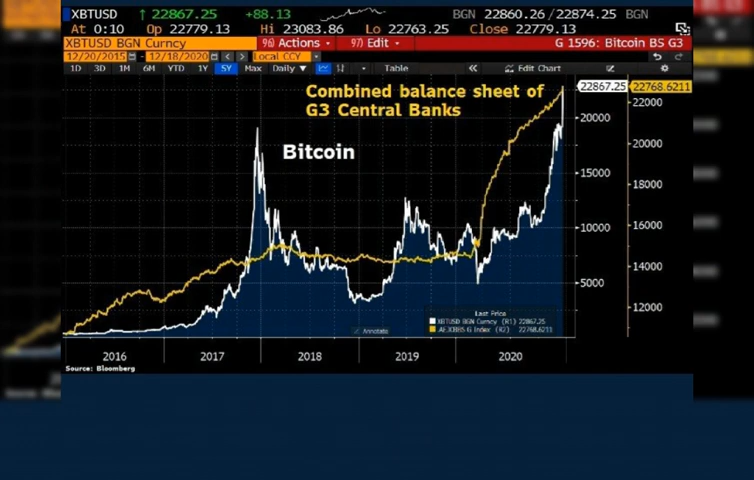 XBTUSD ↑ 22867.25 +88.13 BGN 22860.26/22874.25 BGN
At 0:10 Op 22779.13 Hi 23083.86 Lo 22763.25 Close 22779.13
XBTUSD BGN Curncy 96) Actions 97) Edit G 1596: Bitcoin BS G3
12/20/2015 12/18/2020 Local CCY
1D 3D 1M 6M YTD 1Y 5Y Max Daily Table Edit Chart
Combined balance sheet of
G3 Central Banks
Bitcoin
22867.25 22768.6211
22000
20000
20000
18000
15000
16000
10000
14000
5000
12000
Last Price
XBTUSD BGN Curncy (R1) 22867.25
.AEJCBBS G Index (R2) 22768.6211
Annotate
2016 2017 2018 2019 2020
Source: Bloomberg